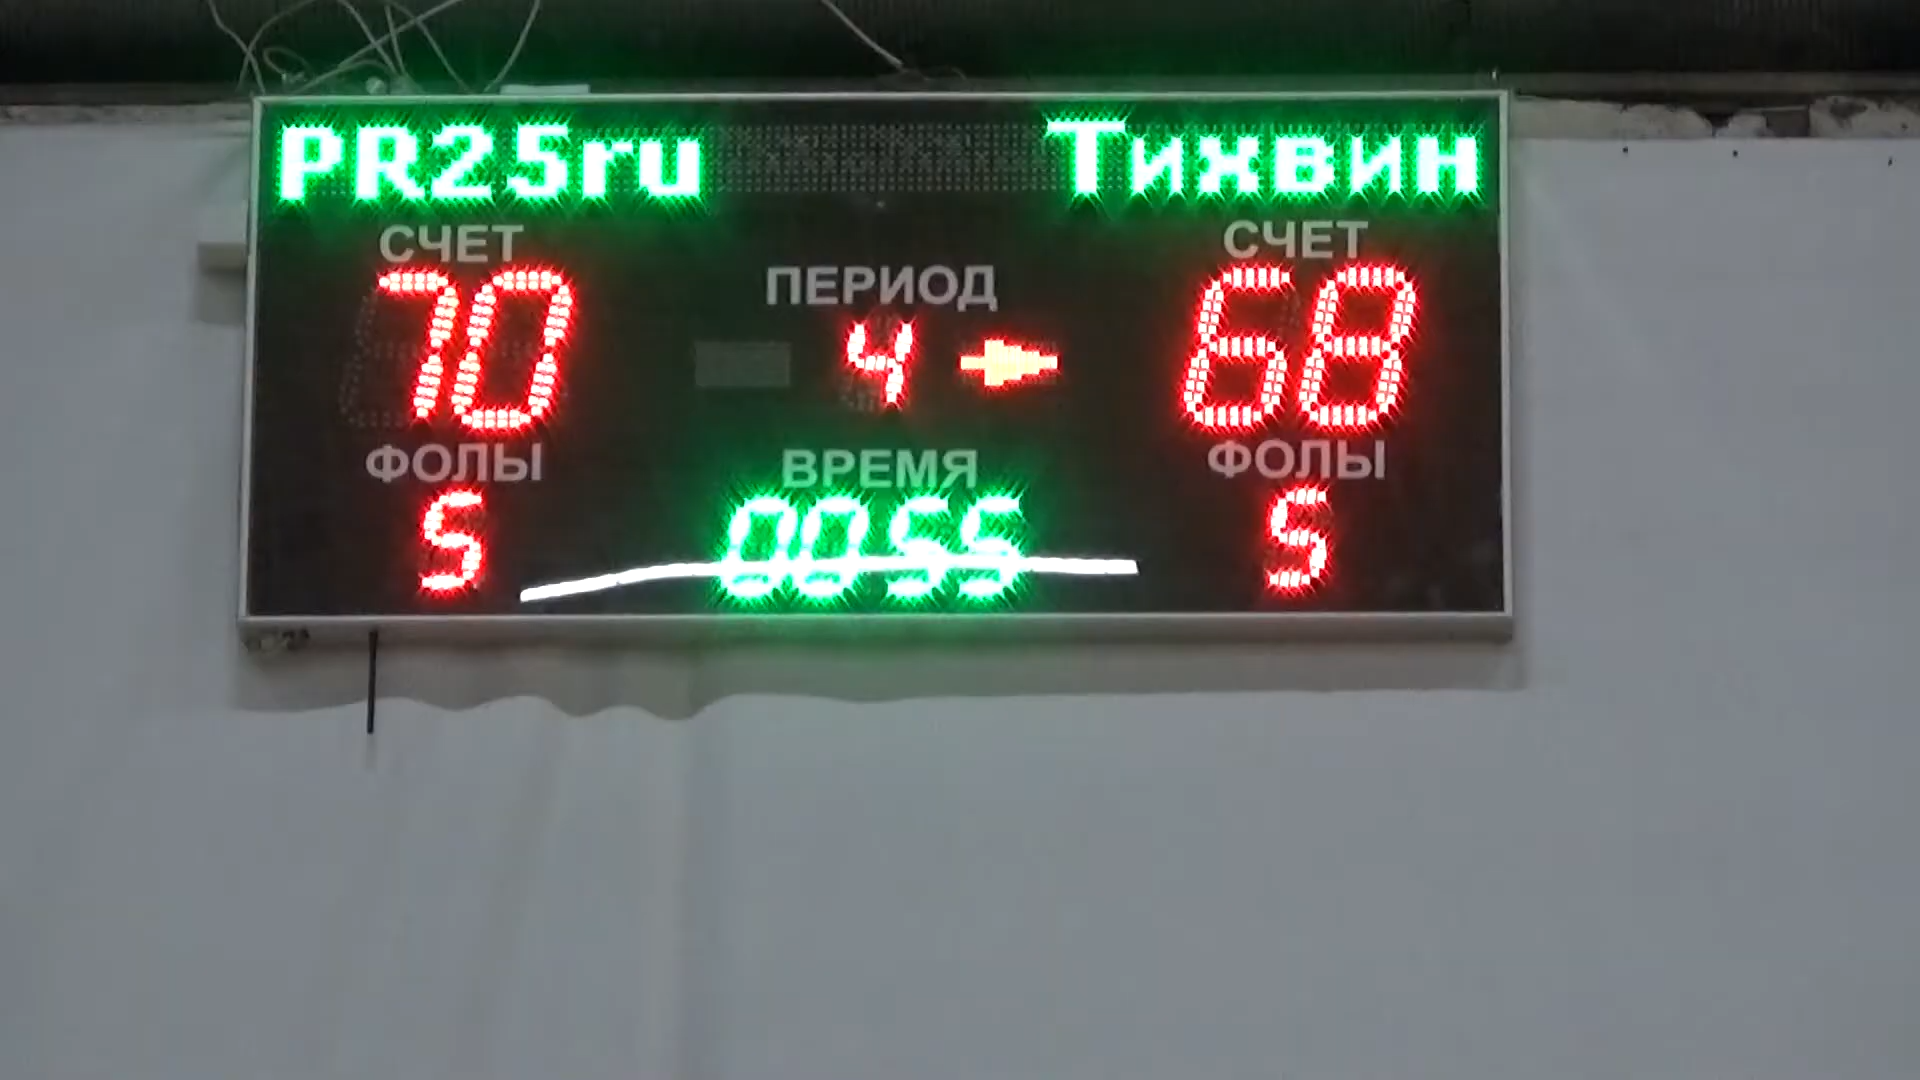 PR25ru Тихвин
СЧЕТ ПЕРИОД СЧЕТ
70 4 68
ФОЛЫ ВРЕМЯ ФОЛЫ
5 00 55 5